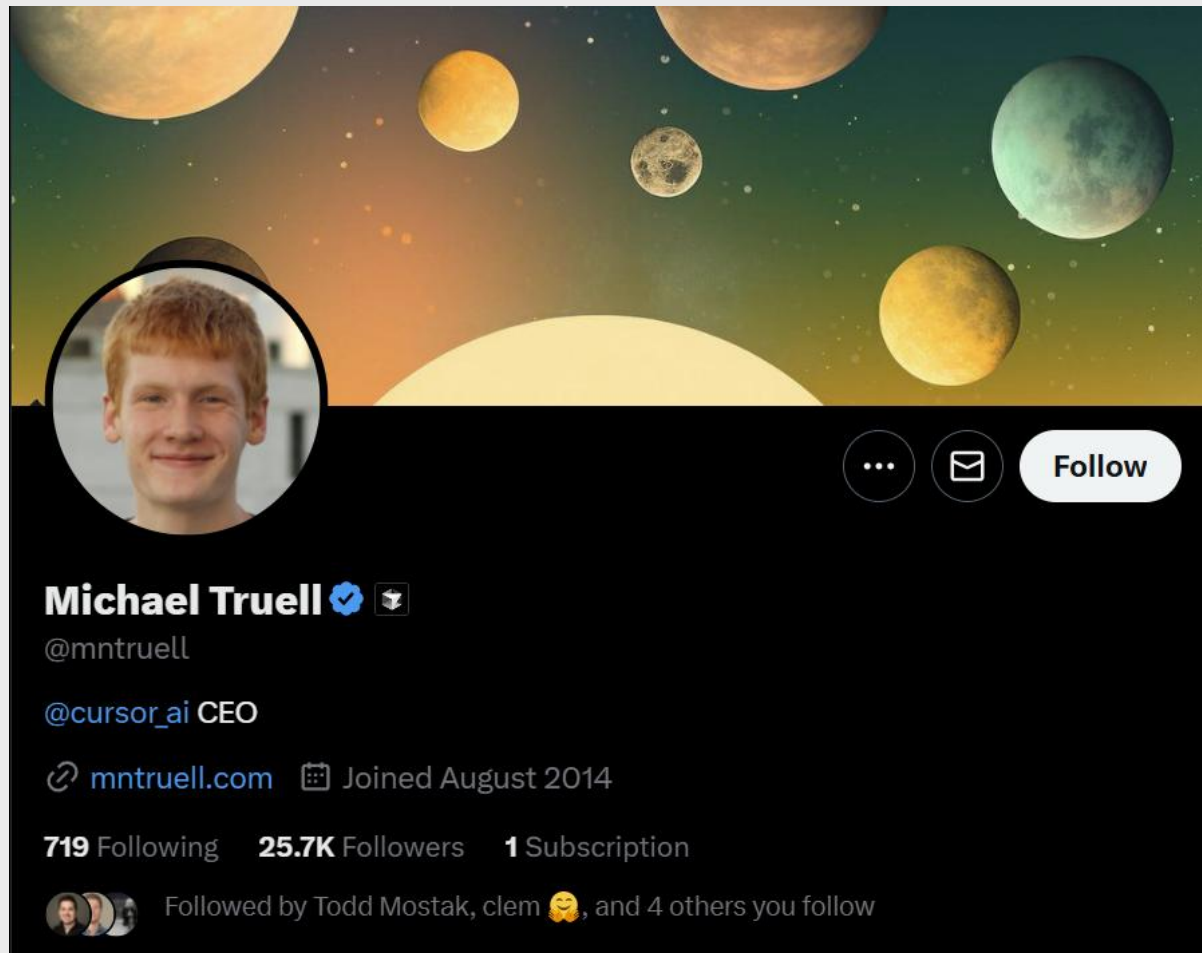 Follow
Michael Truell
@mntruell
@cursor_ai CEO
mntruell.com Joined August 2014
719 Following 25.7K Followers 1 Subscription
Followed by Todd Mostak, clem 🤗, and 4 others you follow